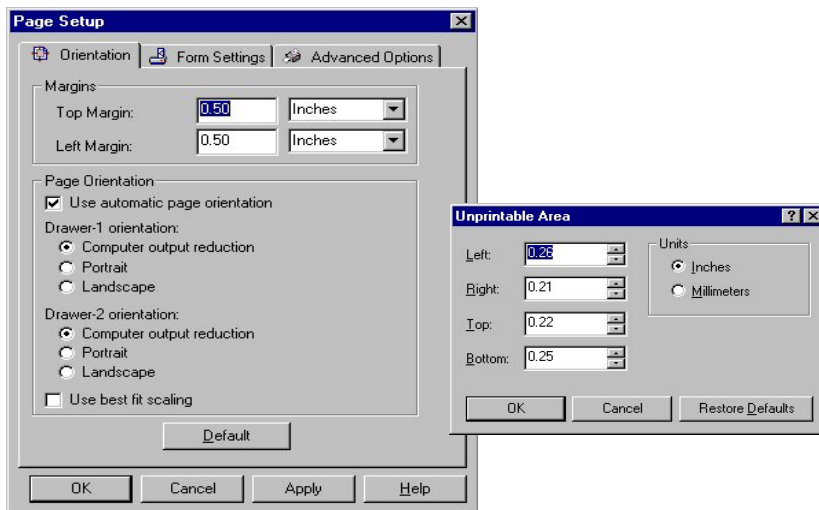 Page Setup
Orientation Form Settings Advanced Options
Margins
Top Margin: 0.50 Inches
Left Margin: 0.50 Inches
Page Orientation
Use automatic page orientation
Drawer-1 orientation:
Computer output reduction
Portrait
Landscape
Drawer-2 orientation:
Computer output reduction
Portrait
Landscape
Use best fit scaling
Default
OK Cancel Apply Help
Unprintable Area
Left: 0.26
Right: 0.21
Top: 0.22
Bottom: 0.25
Units
Inches
Millimeters
OK Cancel Restore Defaults